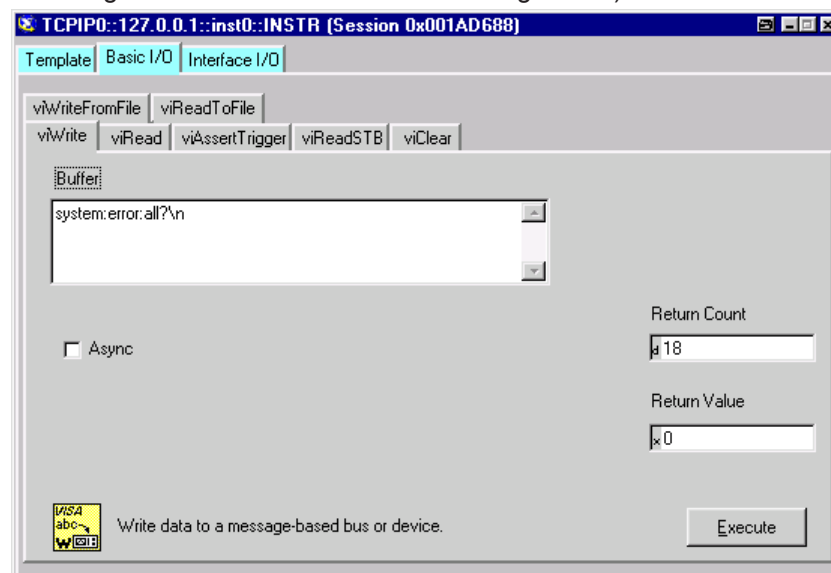 TCPIP0::127.0.0.1::inst0::INSTR (Session 0x001AD688)
Template Basic I/O Interface I/O
viWriteFromFile viReadToFile
viWrite viRead viAssertTrigger viReadSTB viClear
Buffer
system:error:all?\n
Return Count
Async
d 18
Return Value
x 0
VISA
abc
W
Write data to a message-based bus or device.
Execute